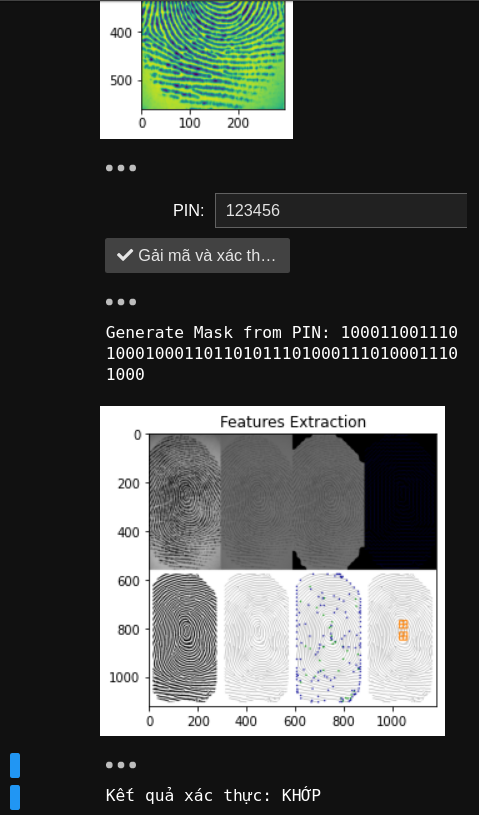 400
500
0 100 200
PIN: 123456
Gải mã và xác th…
Generate Mask from PIN: 100011001110
100010001101101011101000111010001110
1000
Features Extraction
0
200
400
600
800
1000
0 200 400 600 800 1000
Kết quả xác thực: KHỚP